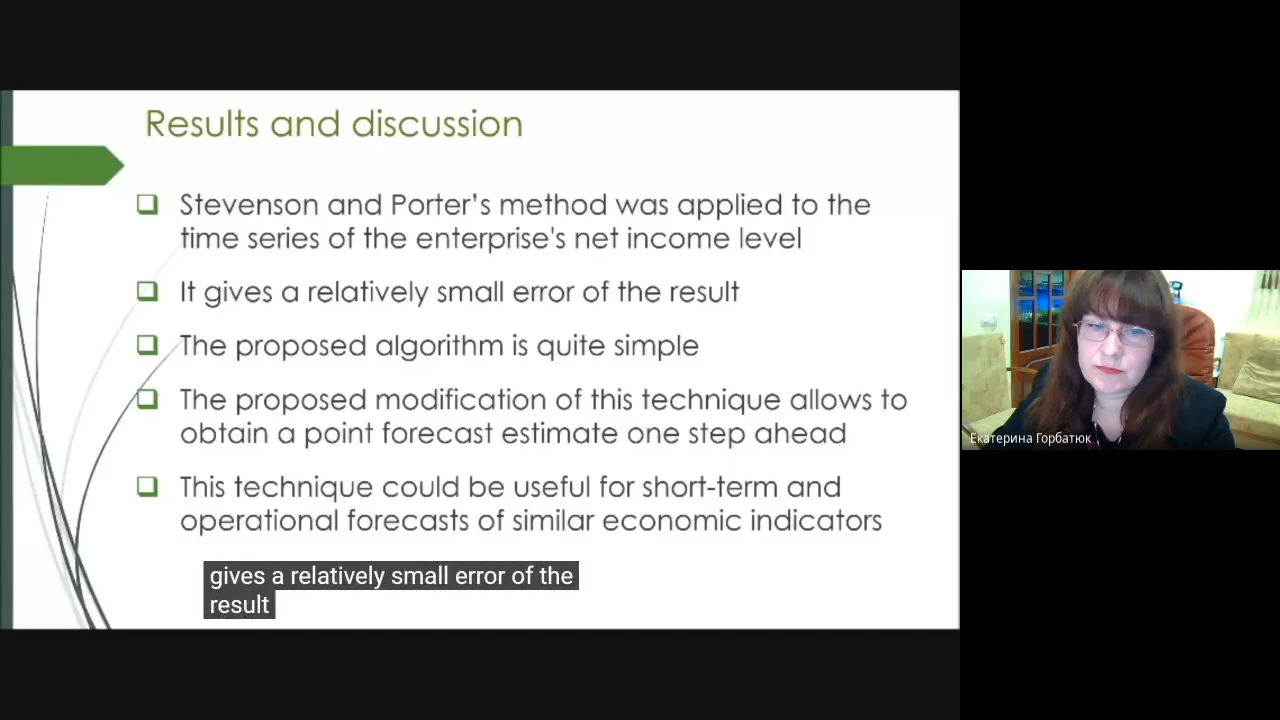 Results and discussion
Stevenson and Porter's method was applied to the
time series of the enterprise's net income level
It gives a relatively small error of the result
The proposed algorithm is quite simple
The proposed modification of this technique allows to
obtain a point forecast estimate one step ahead
This technique could be useful for short-term and
operational forecasts of similar economic indicators
gives a relatively small error of the
result
Екатерина Горбатюк